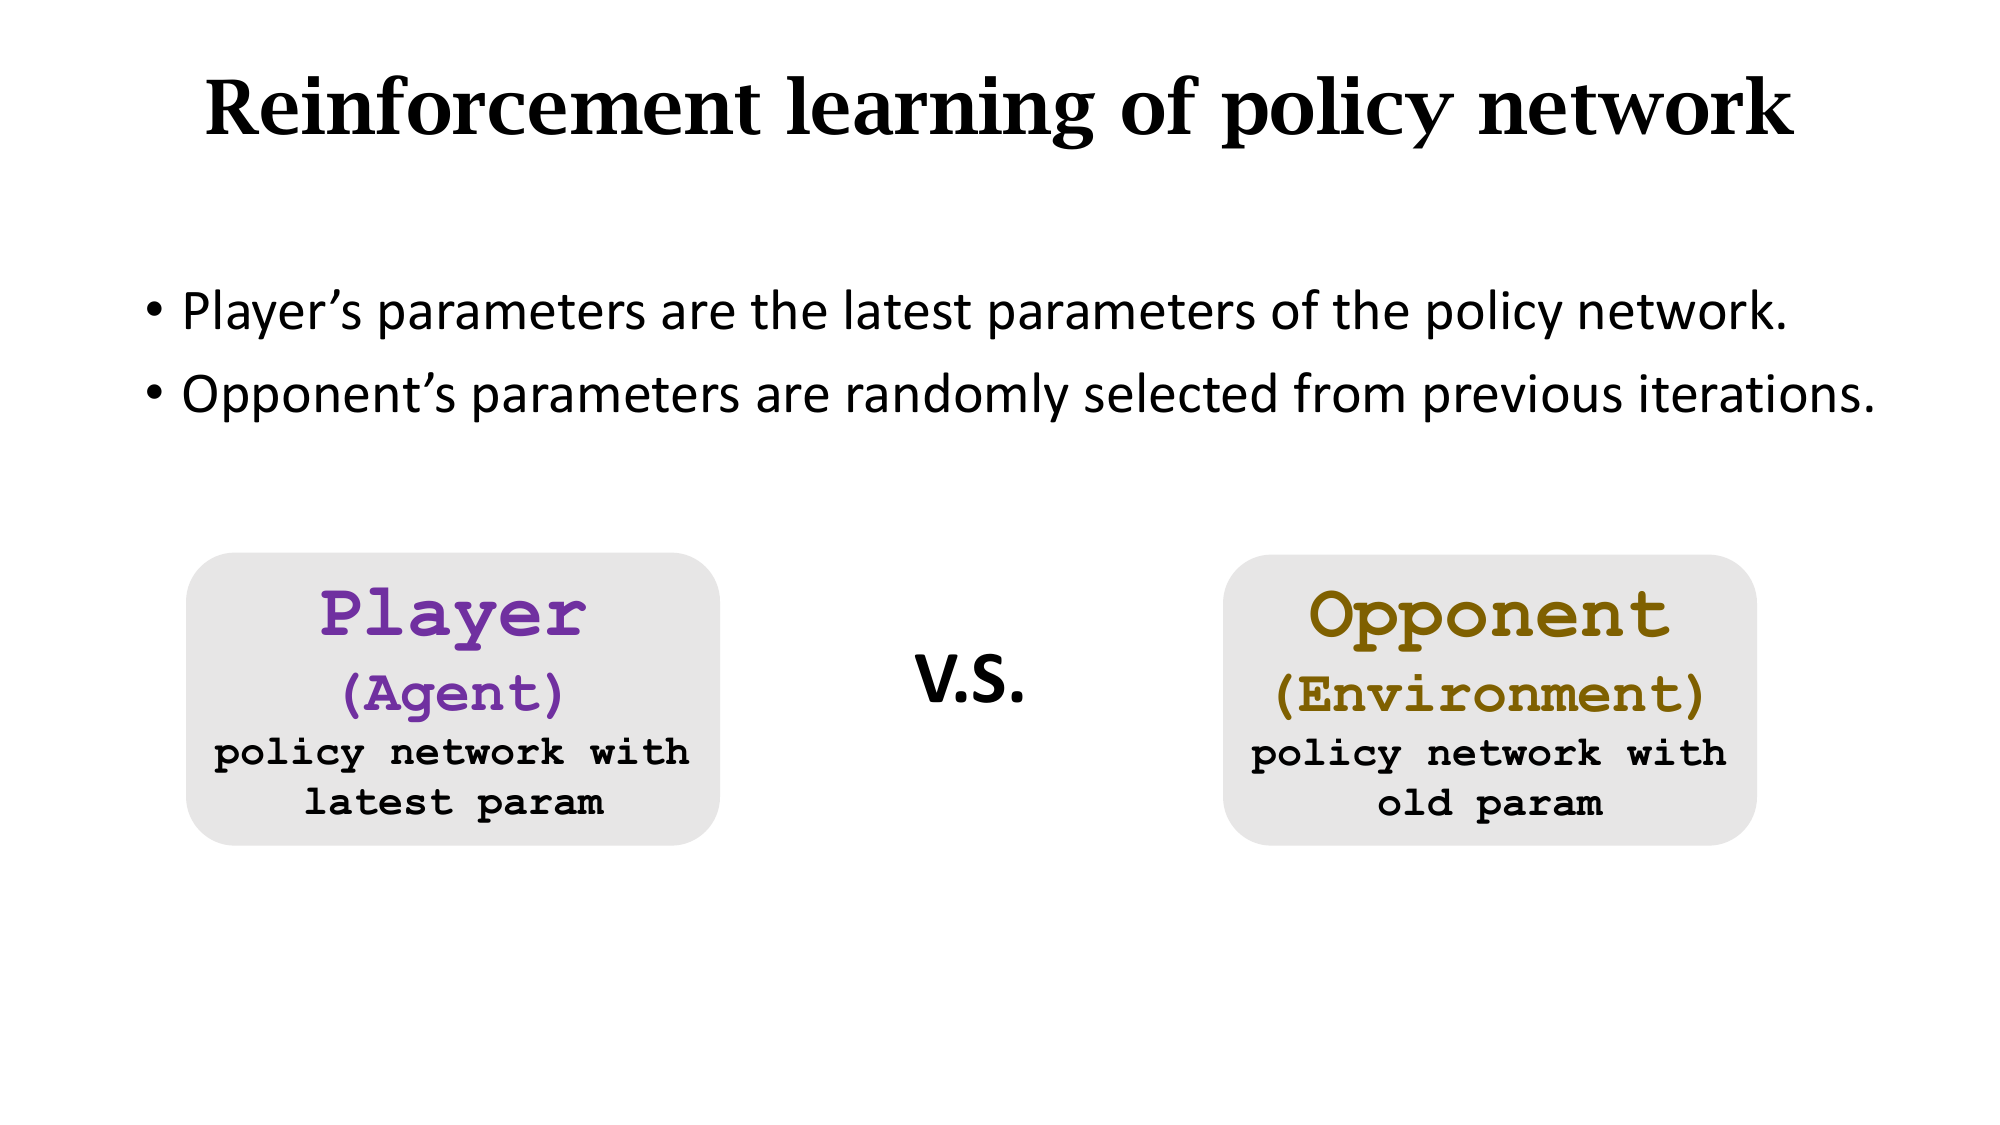 Reinforcement learning of policy network
• Player’s parameters are the latest parameters of the policy network.
• Opponent’s parameters are randomly selected from previous iterations.
Player
(Agent)
policy network with
latest param
V.S.
Opponent
(Environment)
policy network with
old param